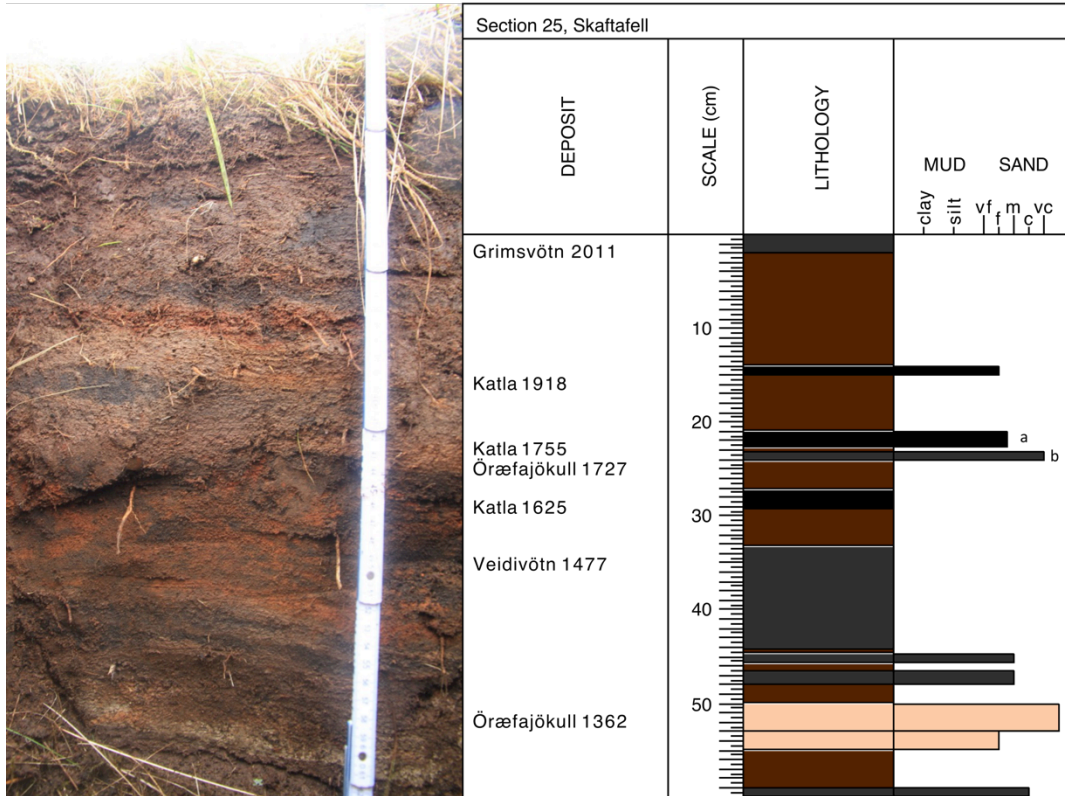 Section 25, Skaftafell
DEPOSIT
SCALE (cm)
LITHOLOGY
MUD SAND
clay silt vf f m c vc
Grimsvötn 2011
10
Katla 1918
20
Katla 1755 a
Öræfajökull 1727 b
Katla 1625
30
Veidivötn 1477
40
50
Öræfajökull 1362